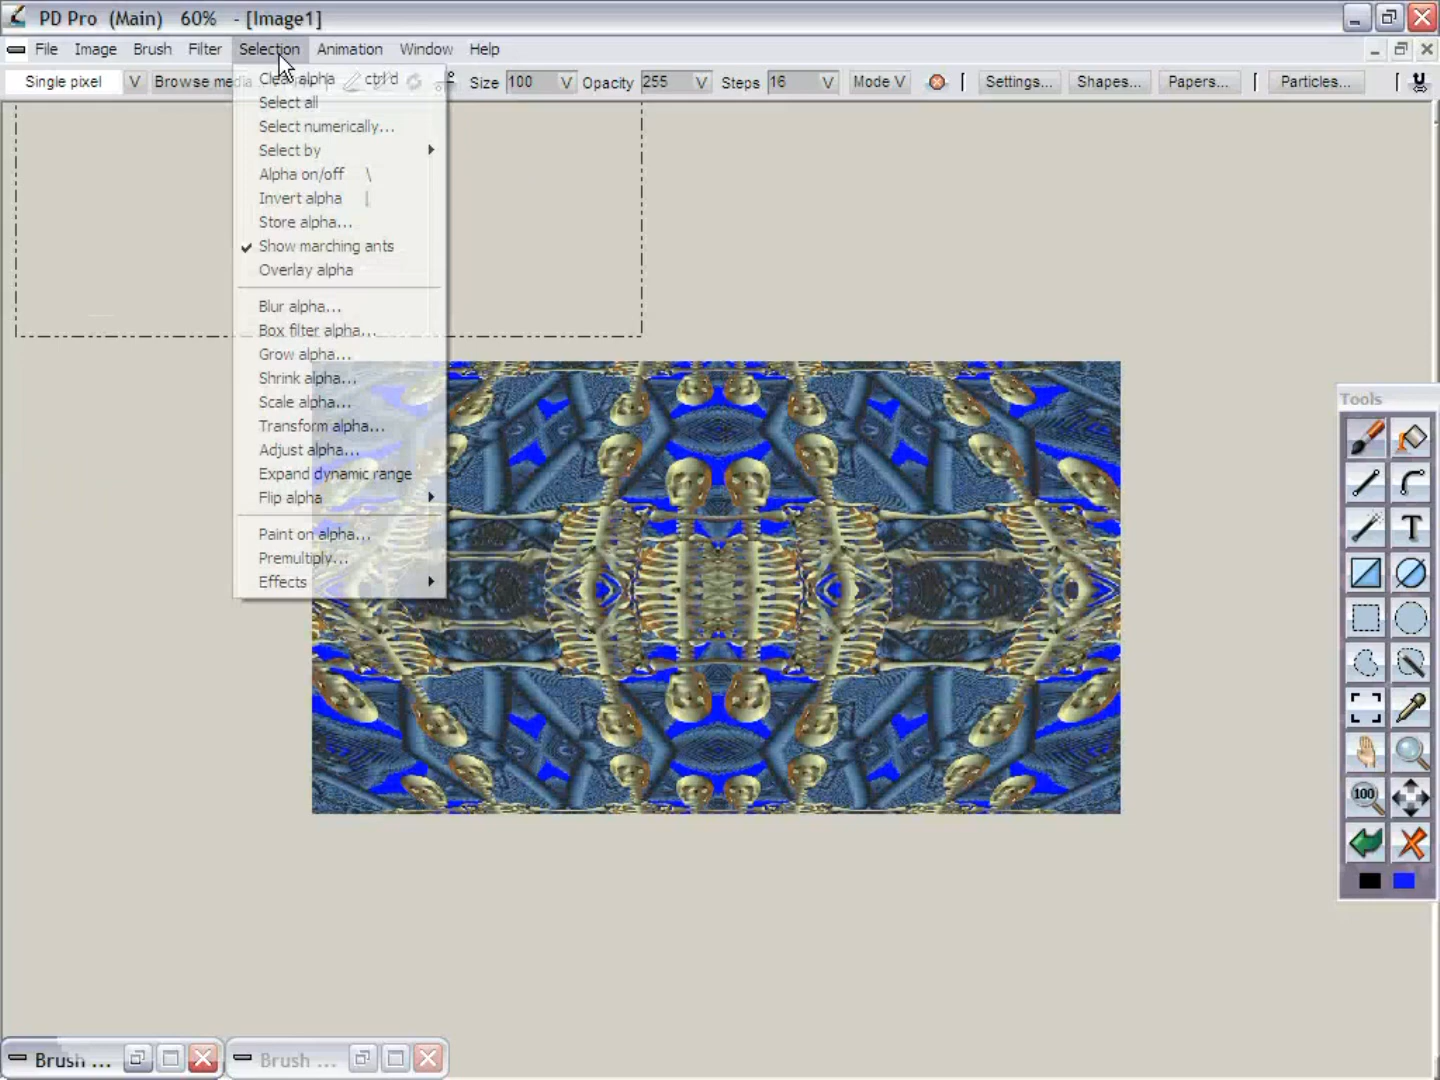 PD Pro (Main) 60% - [Image1]
File Image Brush Filter Selection Animation Window Help
Single pixel V Browse media Size 100 V Opacity 255 V Steps 16 V Mode V Settings... Shapes... Papers... Particles...
Clear alpha ctrl d
Select all
Select numerically...
Select by
Alpha on/off \
Invert alpha |
Store alpha...
Show marching ants
Overlay alpha
Blur alpha...
Box filter alpha...
Grow alpha...
Shrink alpha...
Scale alpha...
Transform alpha...
Adjust alpha...
Expand dynamic range
Flip alpha
Paint on alpha...
Premultiply...
Effects
Tools
T
100
Brush ...
Brush ...